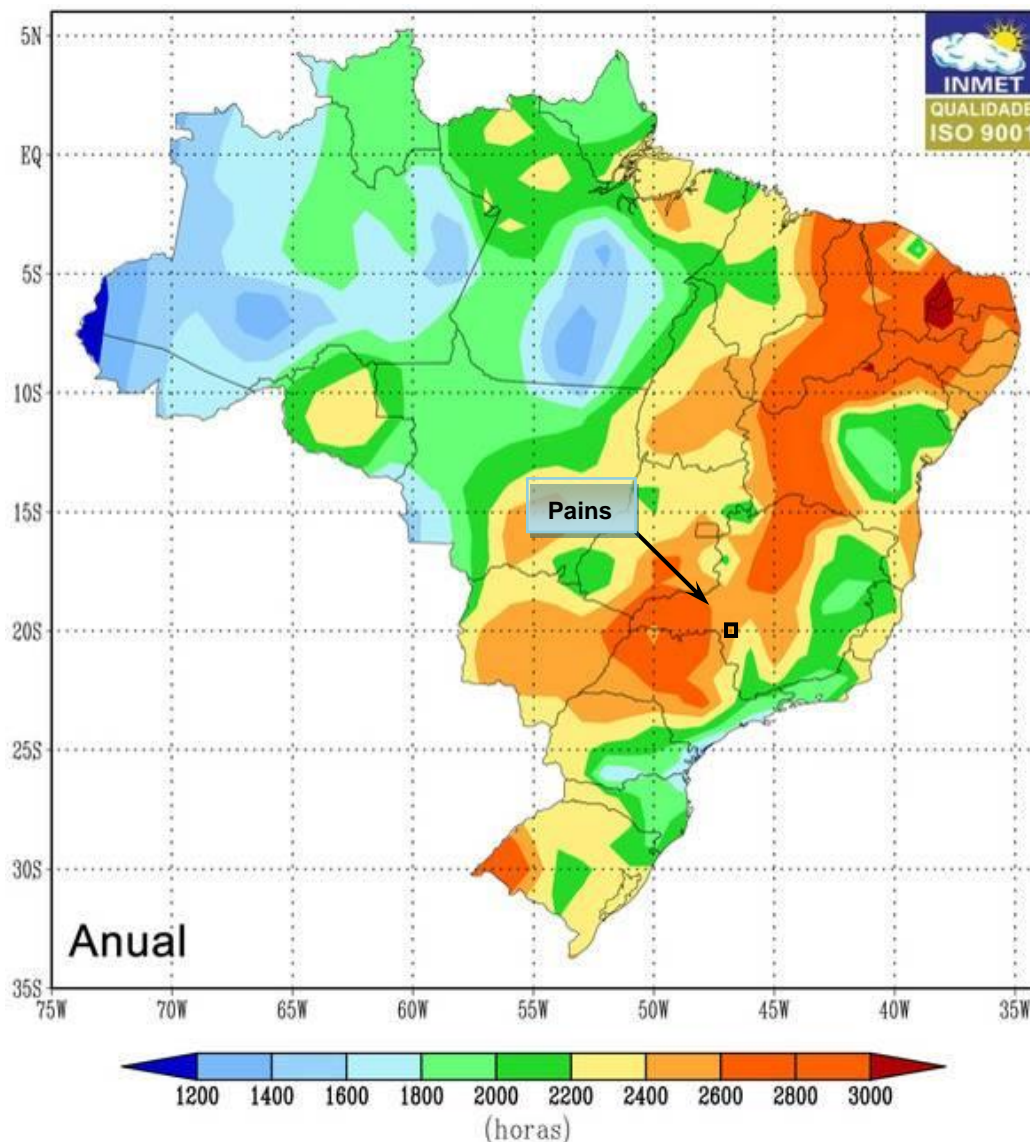 5N
INMET
QUALIDADE
ISO 9001
EQ
5S
10S
Pains
15S
20S
25S
30S
Anual
35S
75W 70W 65W 60W 55W 50W 45W 40W 35W
1200 1400 1600 1800 2000 2200 2400 2600 2800 3000
(horas)